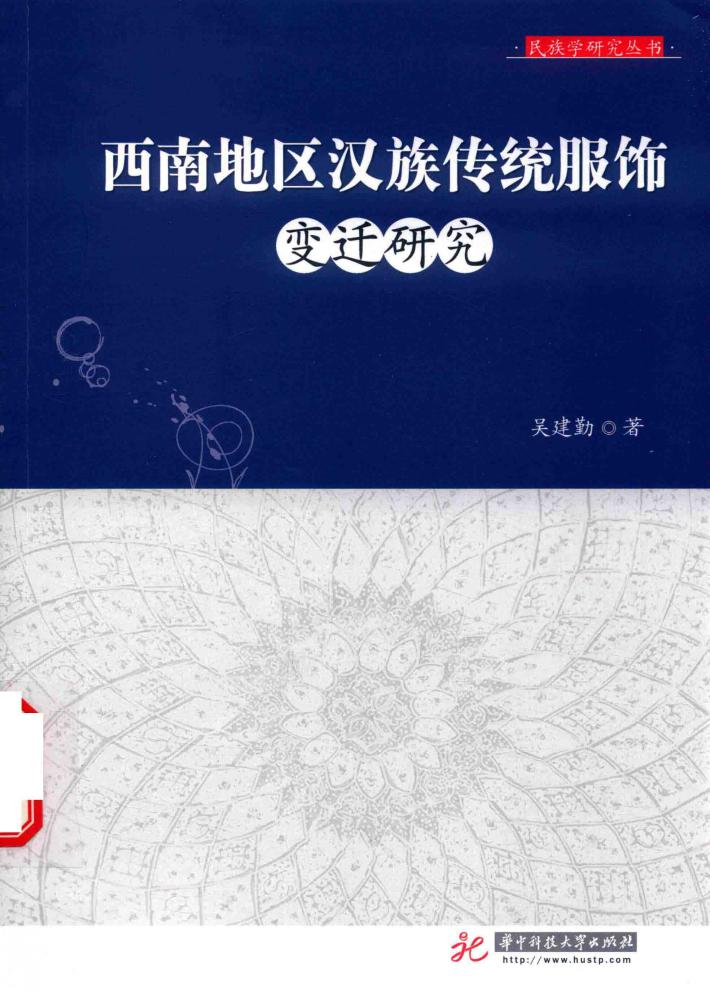 ·民族学研究丛书·
西南地区汉族传统服饰
变迁研究
吴建勤◎著
华中科技大学出版社
http://www.hustp.com